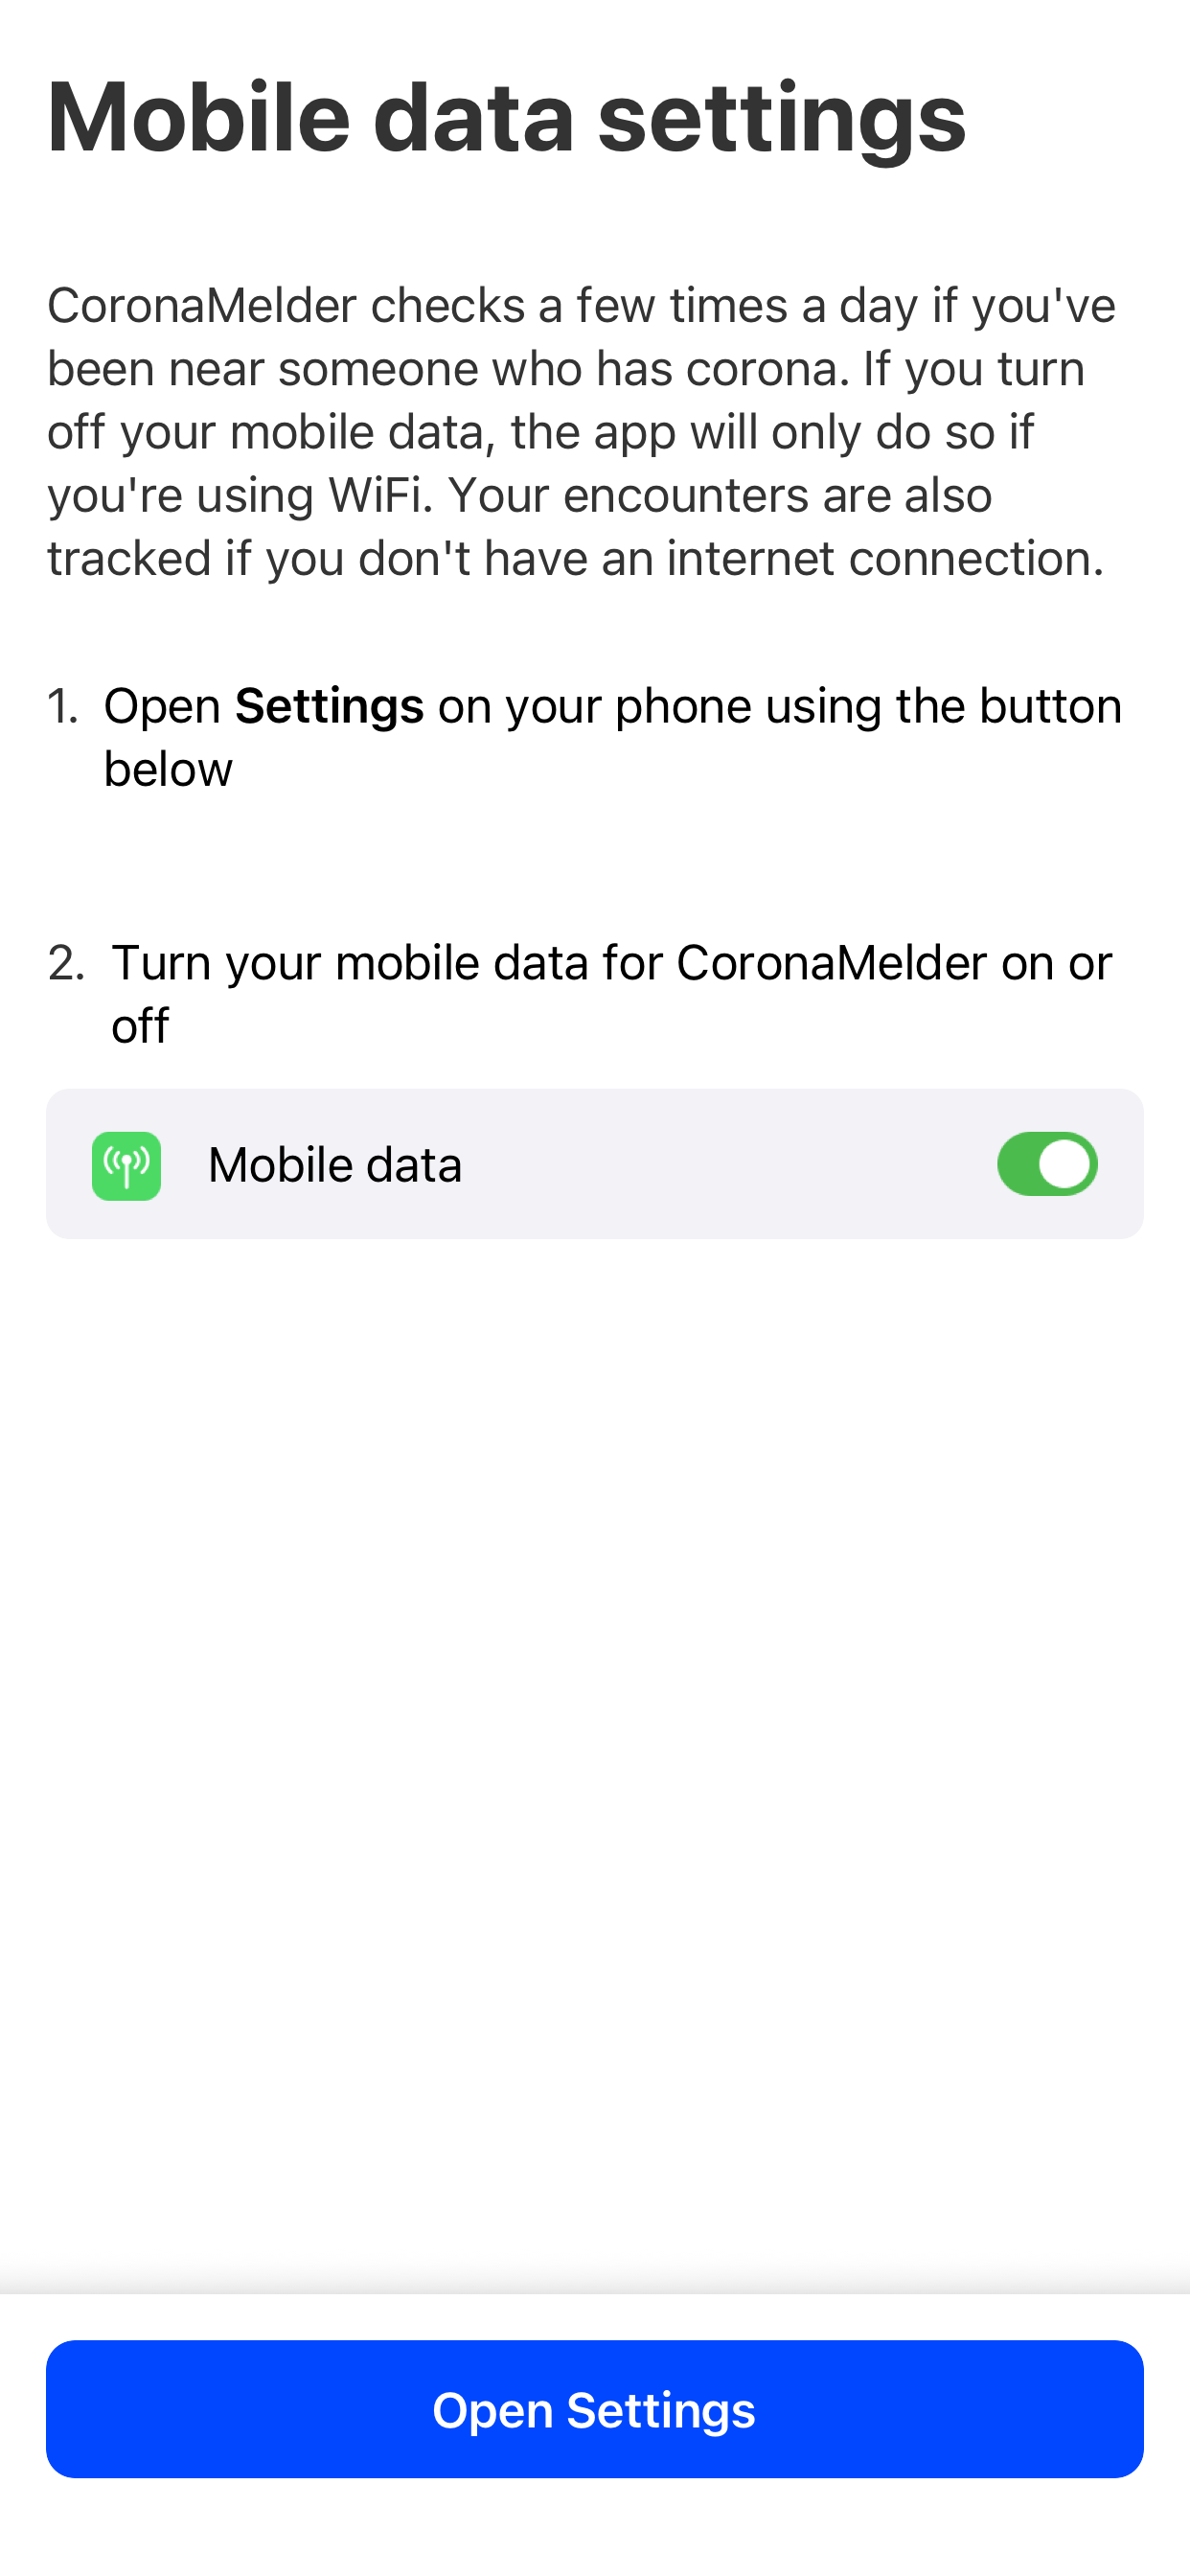 Mobile data settings
CoronaMelder checks a few times a day if you've
been near someone who has corona. If you turn
off your mobile data, the app will only do so if
you're using WiFi. Your encounters are also
tracked if you don't have an internet connection.
1. Open Settings on your phone using the button
below
2. Turn your mobile data for CoronaMelder on or
off
Mobile data
Open Settings